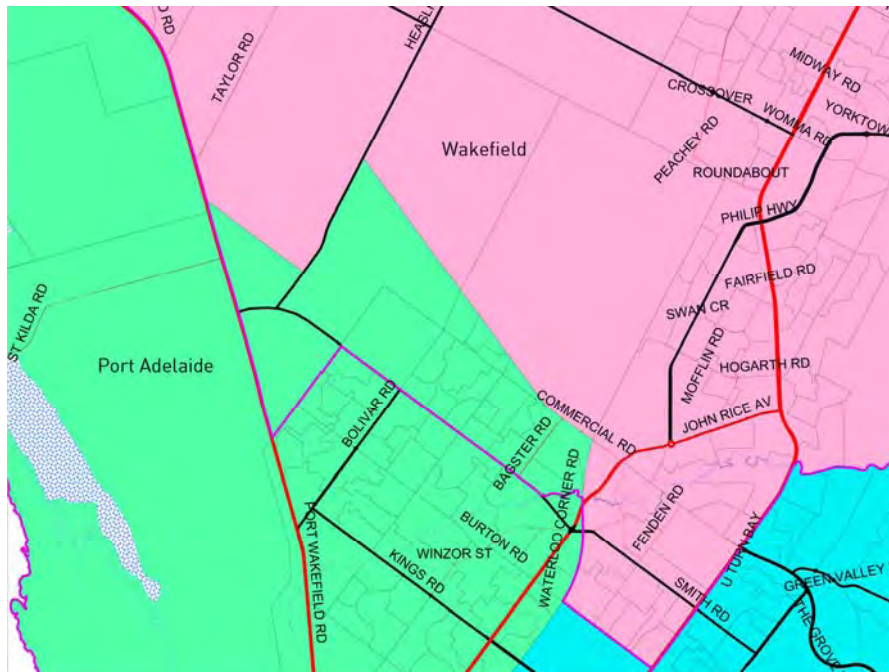 O RD
TAYLOR RD
HEASL
MIDWAY RD
CROSSOVER
WOMMA RD
YORKTOW
PEACHEY RD
Wakefield
ROUNDABOUT
PHILIP HWY
FAIRFIELD RD
ST KILDA RD
SWAN CR
Port Adelaide
MOFFLIN RD
HOGARTH RD
BOLIVAR RD
COMMERCIAL RD
JOHN RICE AV
BAGSTER RD
WATERLOO CORNER RD
FENDEN RD
PORT WAKEFIELD RD
BURTON RD
WINZOR ST
KINGS RD
SMITH RD
U TURN BAY
GREEN VALLEY
THE GROVE